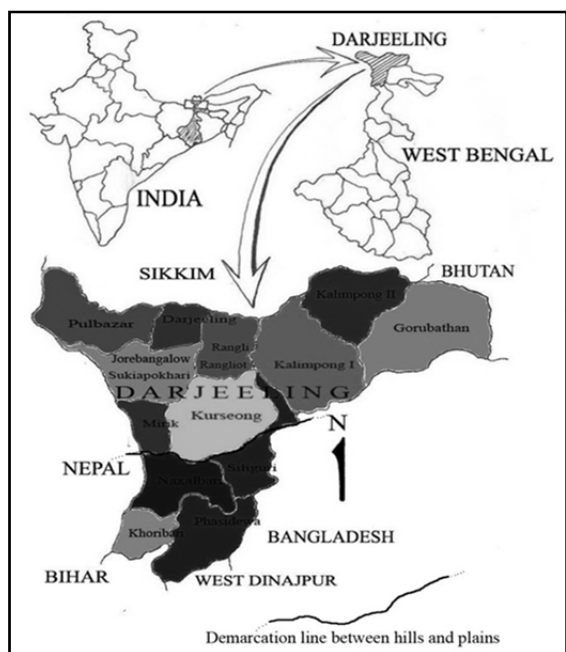 DARJEELING
WEST BENGAL
INDIA
SIKKIM
BHUTAN
Kalimpong II
Pulbazar
Darjeeling
Gorubathan
Rangli
Rangliot
Jorebangalow
Sukiapokhari
Kalimpong I
DARJEELING
Kurseong
Mirik
N
NEPAL
Naxalbari
Siliguri
Phasidewa
Khoribari
BANGLADESH
BIHAR
WEST DINAJPUR
Demarcation line between hills and plains